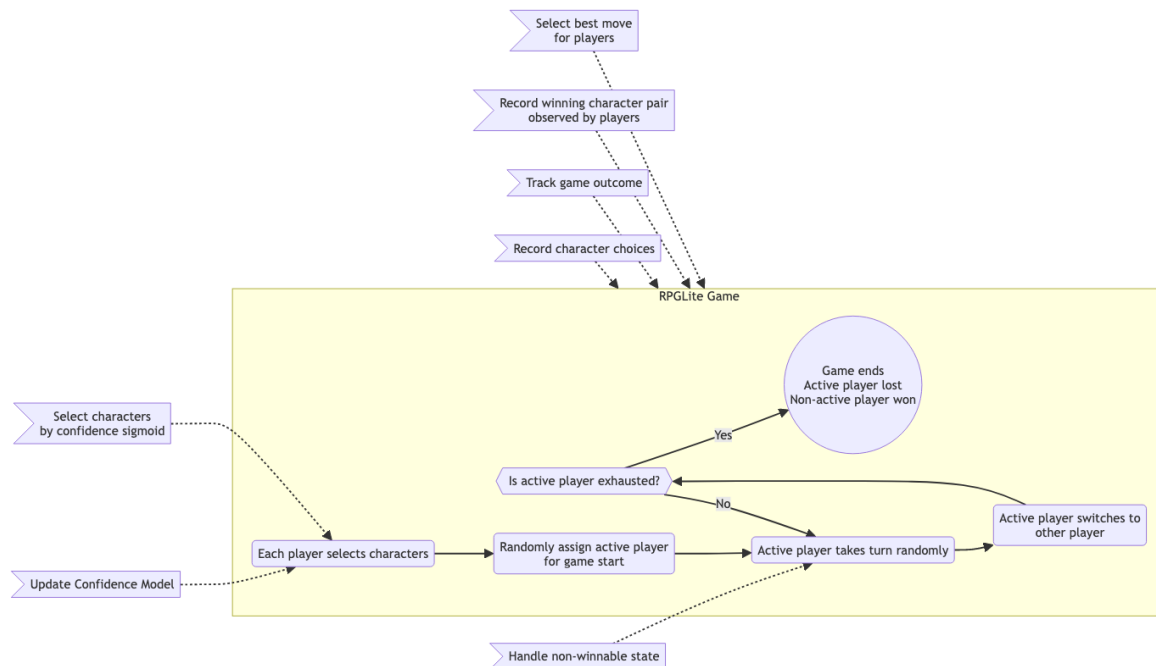 Select best move
for players
Record winning character pair
observed by players
Track game outcome
Record character choices
RPGLite Game
Game ends
Active player lost
Non-active player won
Select characters
by confidence sigmoid
Yes
Is active player exhausted?
No
Active player switches to
other player
Each player selects characters
Randomly assign active player
for game start
Active player takes turn randomly
Update Confidence Model
Handle non-winnable state